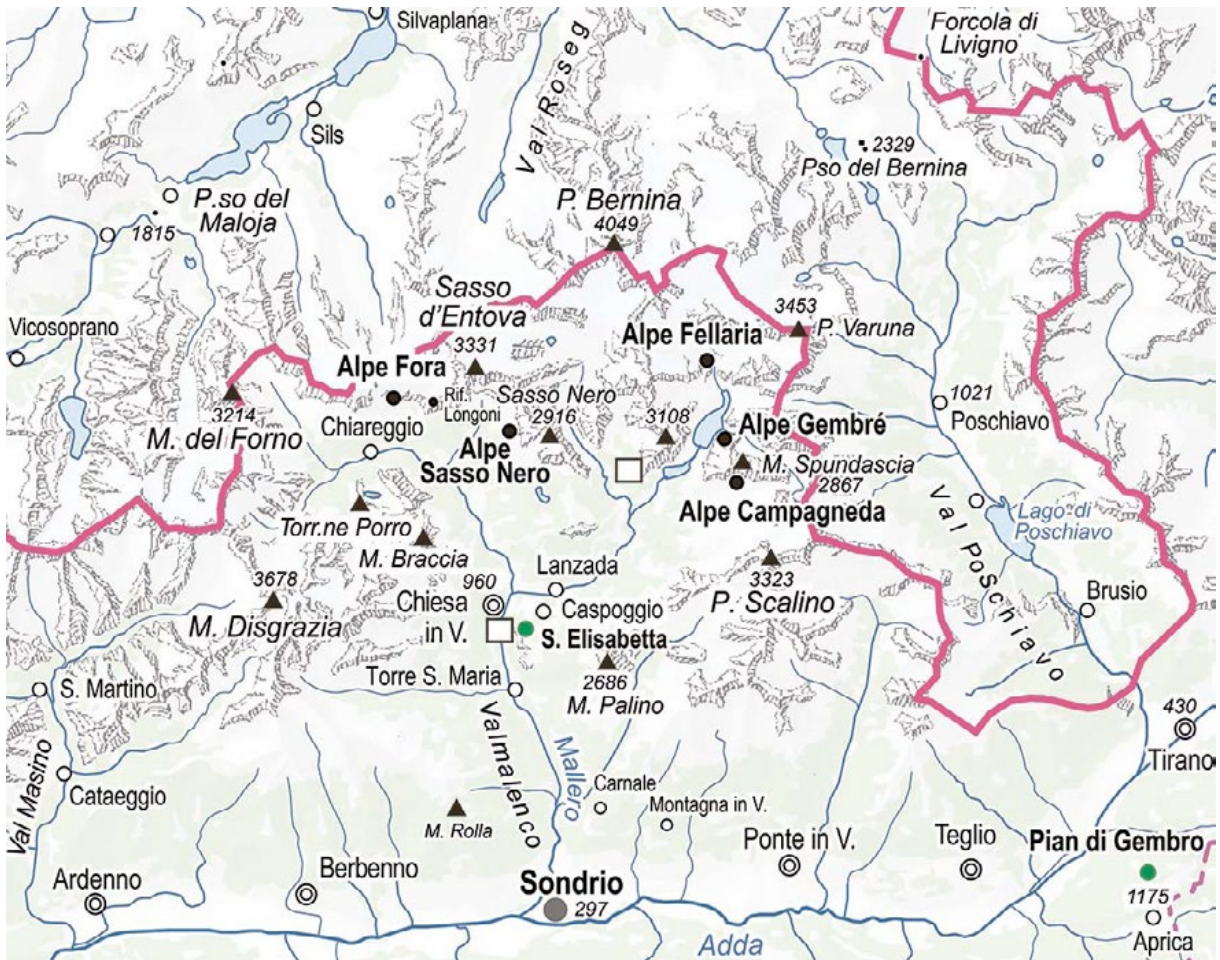 Silvaplana
Forcola di
Livigno
Val Roseg
Sils
2329
Pso del Bernina
P.so del
Maloja
1815
P. Bernina
4049
Sasso
d'Entova
3331
3453
P. Varuna
Vicosoprano
Alpe Fellaria
Alpe Fora
Rif.
Longoni
Sasso Nero
2916
3108
1021
Poschiavo
3214
M. del Forno
Chiareggio
Alpe
Sasso Nero
Alpe Gembré
M. Spundascia
2867
Alpe Campagneda
Val PoSchiavo
Lago di
Poschiavo
Torr.ne Porro
M. Braccia
3678
M. Disgrazia
960
Chiesa
in V.
Lanzada
Caspoggio
S. Elisabetta
3323
P. Scalino
Brusio
2686
M. Palino
S. Martino
Torre S. Maria
Valmalenco
Mallero
430
Tirano
Val Masino
Cataeggio
Carnale
Montagna in V.
M. Rolla
Ponte in V.
Teglio
Pian di Gembro
1175
Aprica
Ardenno
Berbenno
Sondrio
297
Adda